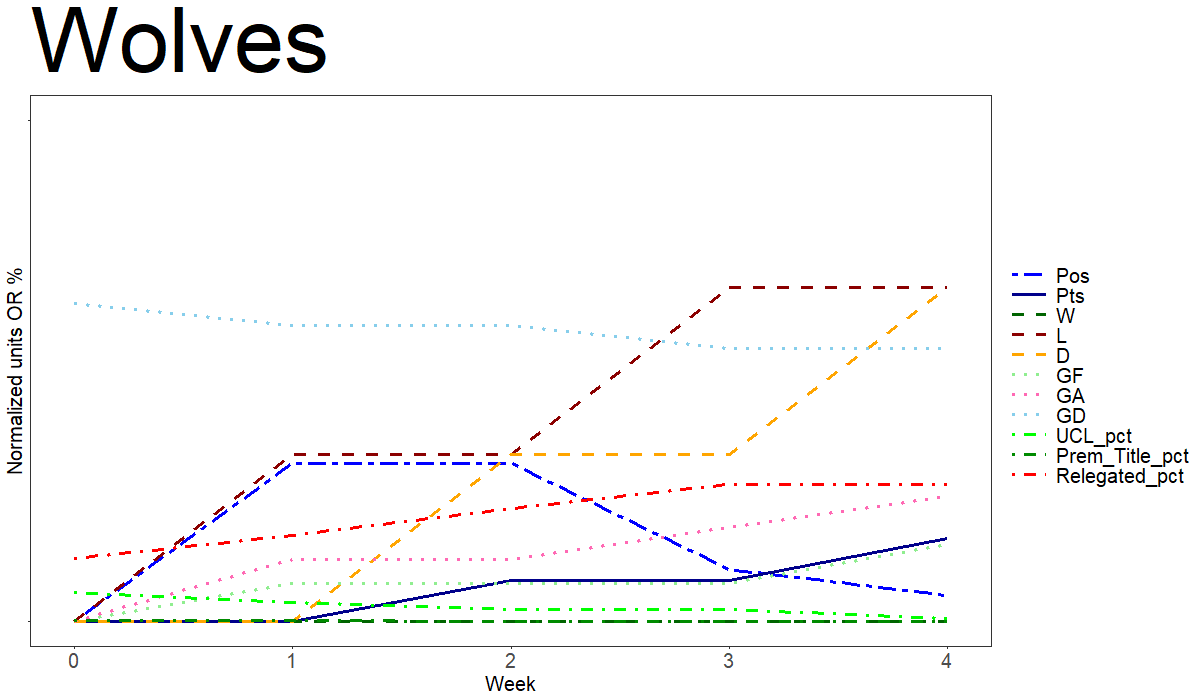 Wolves
Normalized units OR %
0 1 2 3 4
Week
Pos
Pts
W
L
D
GF
GA
GD
UCL_pct
Prem_Title_pct
Relegated_pct